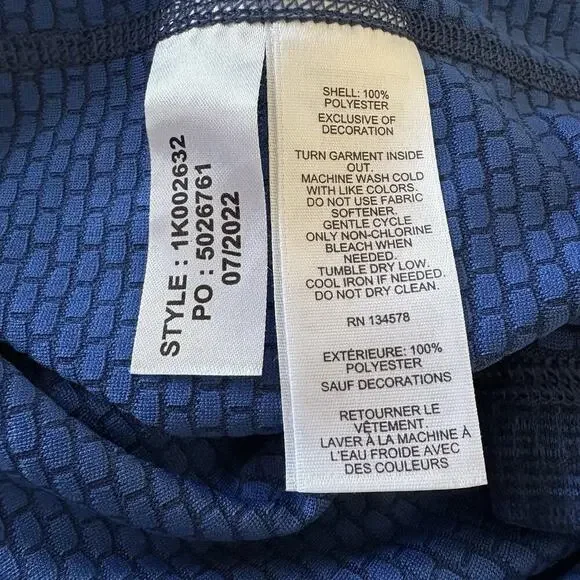 STYLE : 1K002632
PO : 5026761
07/2022
SHELL: 100%
POLYESTER
EXCLUSIVE OF
DECORATION
TURN GARMENT INSIDE
OUT.
MACHINE WASH COLD
WITH LIKE COLORS.
DO NOT USE FABRIC
SOFTENER.
GENTLE CYCLE
ONLY NON-CHLORINE
BLEACH WHEN
NEEDED.
TUMBLE DRY LOW.
COOL IRON IF NEEDED.
DO NOT DRY CLEAN.
RN 134578
EXTÉRIEURE: 100%
POLYESTER
SAUF DECORATIONS
RETOURNER LE
VÊTEMENT.
LAVER À LA MACHINE À
L'EAU FROIDE AVEC
DES COULEURS